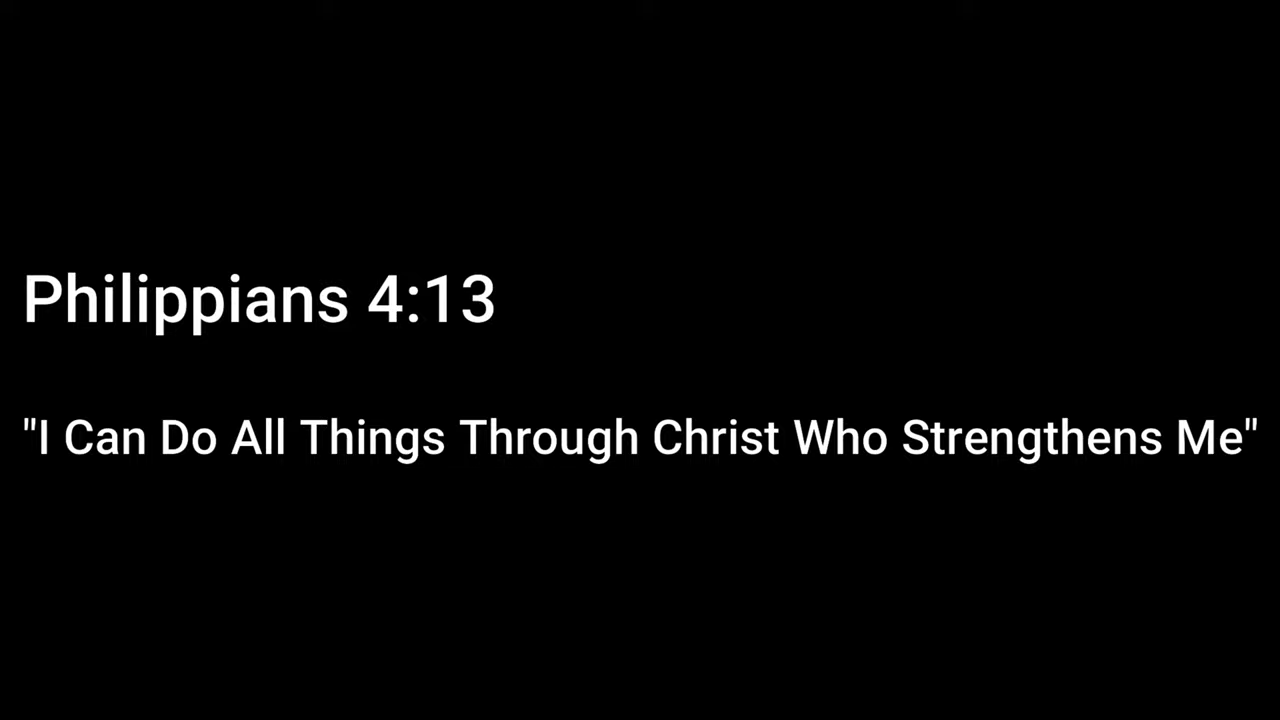 Philippians 4:13
"I Can Do All Things Through Christ Who Strengthens Me"